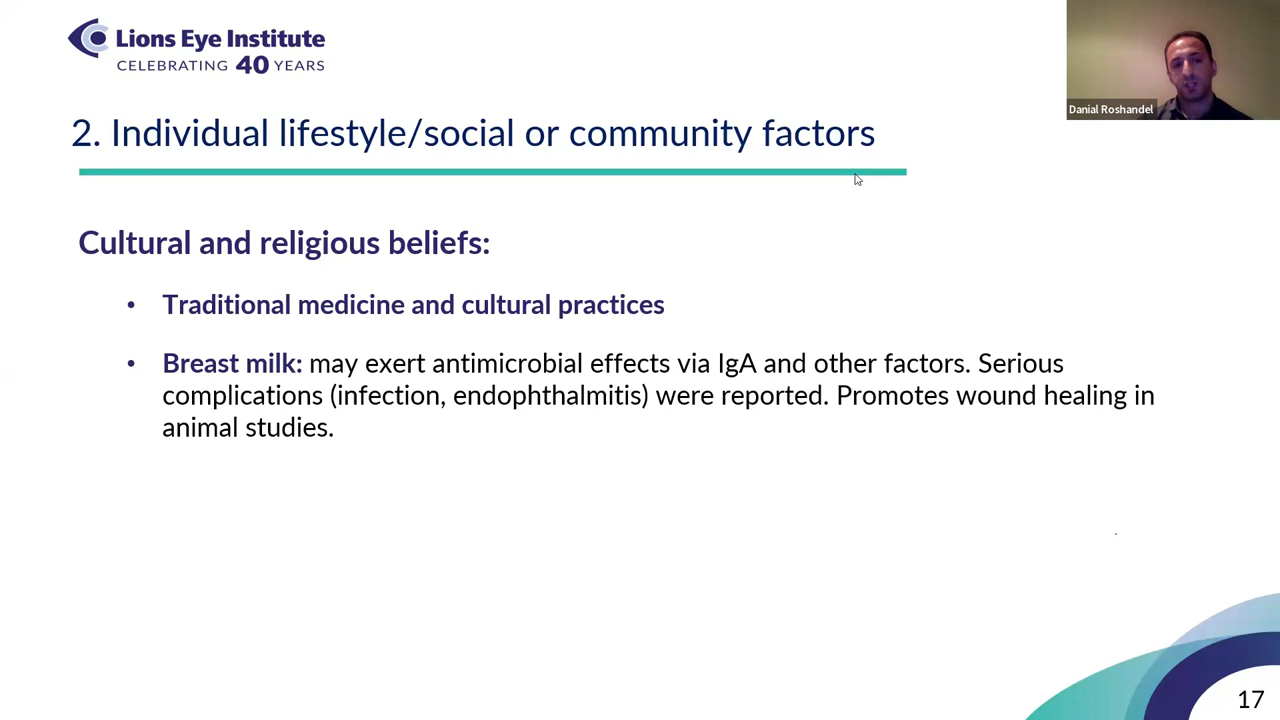 Lions Eye Institute
CELEBRATING 40 YEARS
Danial Roshandel
2. Individual lifestyle/social or community factors
Cultural and religious beliefs:
• Traditional medicine and cultural practices
• Breast milk: may exert antimicrobial effects via IgA and other factors. Serious
complications (infection, endophthalmitis) were reported. Promotes wound healing in
animal studies.
17